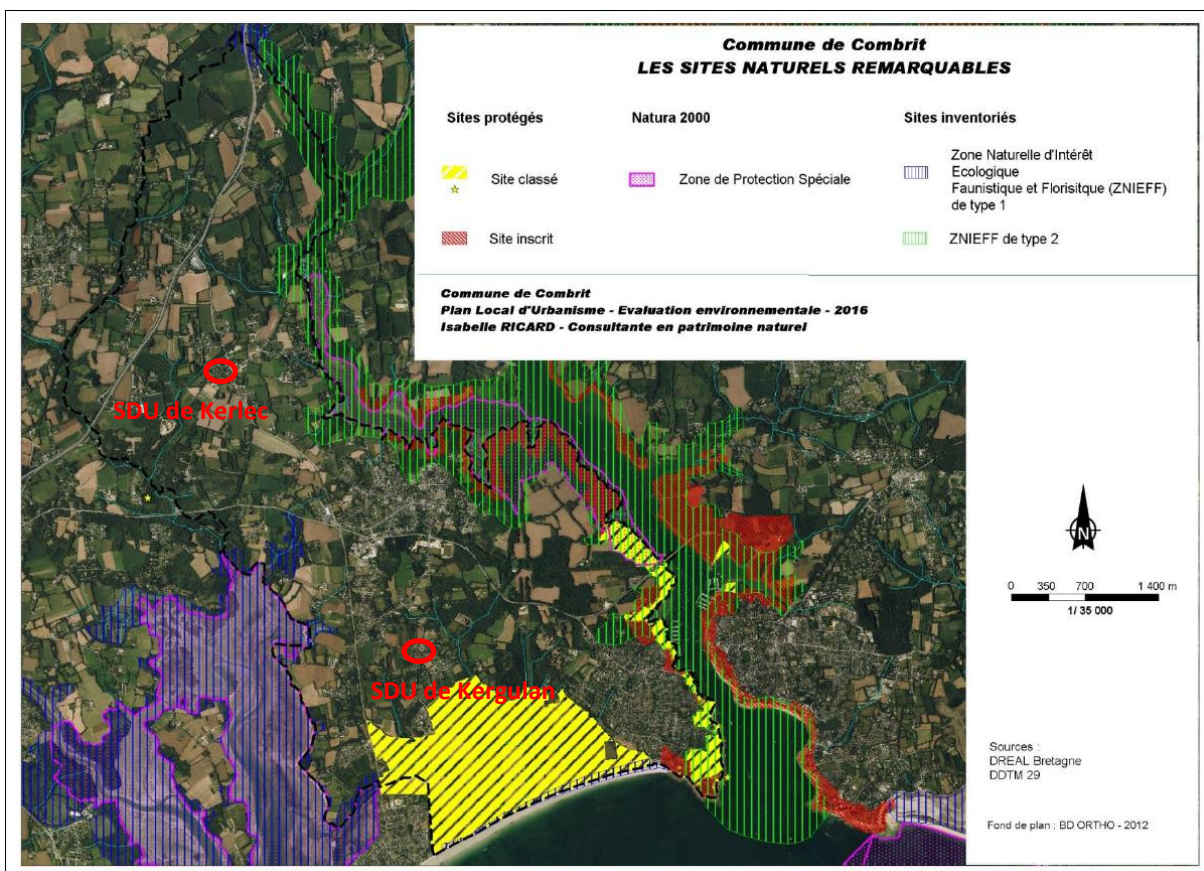 Commune de Combrit
LES SITES NATURELS REMARQUABLES
Sites protégés
Natura 2000
Sites inventoriés
Site classé
Zone de Protection Spéciale
Zone Naturelle d'Intérêt
Ecologique
Faunistique et Florisitque (ZNIEFF)
de type 1
Site inscrit
ZNIEFF de type 2
Commune de Combrit
Plan Local d'Urbanisme - Evaluation environnementale - 2016
Isabelle RICARD - Consultante en patrimoine naturel
SDU de Kerlec
SDU de Kergulan
N
0 350 700 1 400 m
1/ 35 000
Sources :
DREAL Bretagne
DDTM 29
Fond de plan : BD ORTHO - 2012